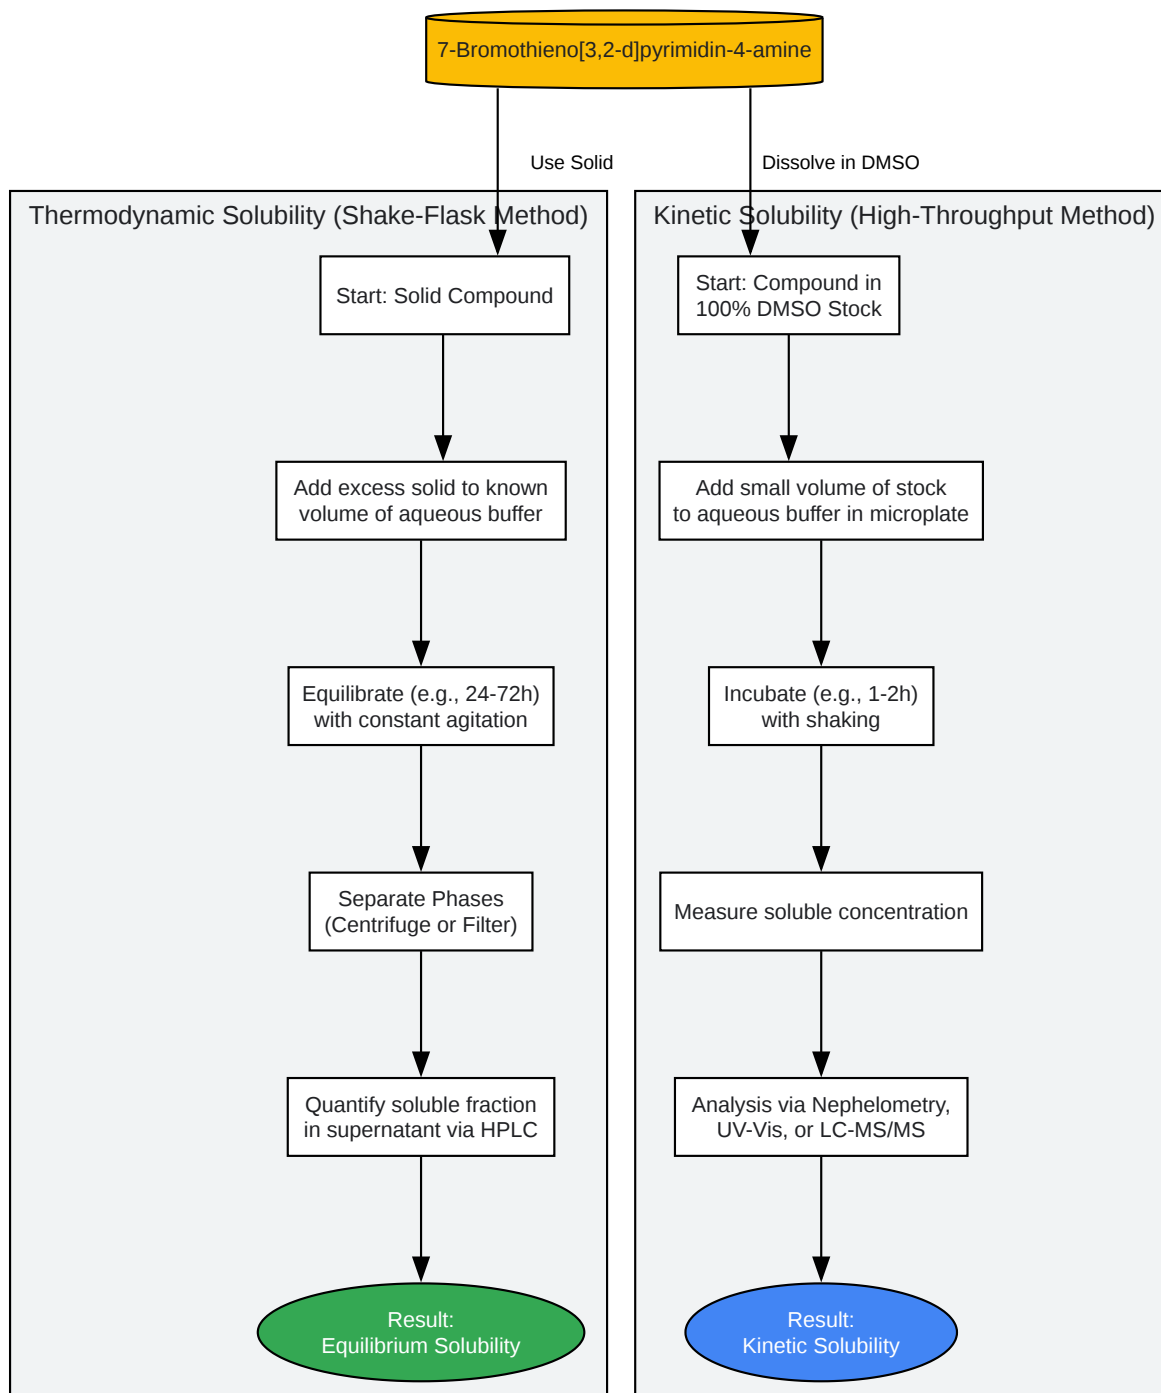 7-Bromothieno[3,2-d]pyrimidin-4-amine
Use Solid
Dissolve in DMSO
Thermodynamic Solubility (Shake-Flask Method)
Start: Solid Compound
Add excess solid to known
volume of aqueous buffer
Equilibrate (e.g., 24-72h)
with constant agitation
Separate Phases
(Centrifuge or Filter)
Quantify soluble fraction
in supernatant via HPLC
Result:
Equilibrium Solubility
Kinetic Solubility (High-Throughput Method)
Start: Compound in
100% DMSO Stock
Add small volume of stock
to aqueous buffer in microplate
Incubate (e.g., 1-2h)
with shaking
Measure soluble concentration
Analysis via Nephelometry,
UV-Vis, or LC-MS/MS
Result:
Kinetic Solubility